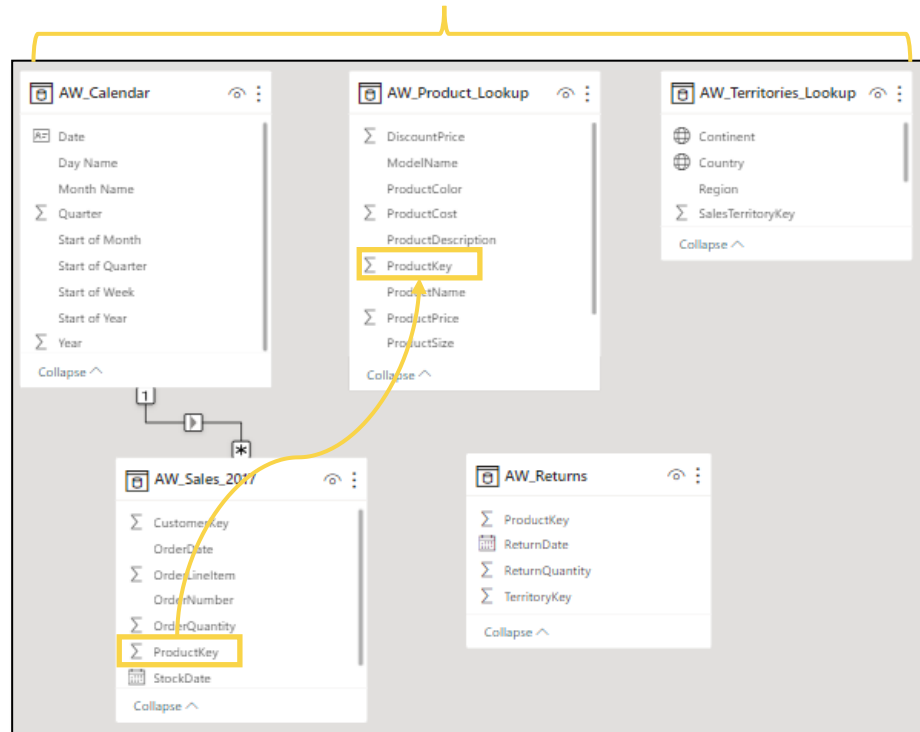 AW_Calendar
Date
Day Name
Month Name
Quarter
Start of Month
Start of Quarter
Start of Week
Start of Year
Year
Collapse
AW_Product_Lookup
DiscountPrice
ModelName
ProductColor
ProductCost
ProductDescription
ProductKey
ProductName
ProductPrice
ProductSize
Collapse
AW_Territories_Lookup
Continent
Country
Region
SalesTerritoryKey
Collapse
1
*
AW_Sales_2017
CustomerKey
OrderDate
OrderLineItem
OrderNumber
OrderQuantity
ProductKey
StockDate
Collapse
AW_Returns
ProductKey
ReturnDate
ReturnQuantity
TerritoryKey
Collapse